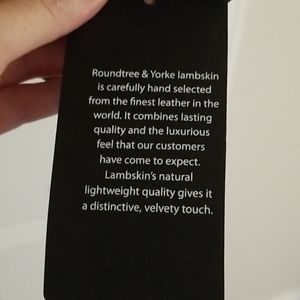 Roundtree & Yorke lambskin
is carefully hand selected
from the finest leather in the
world. It combines lasting
quality and the luxurious
feel that our customers
have come to expect.
Lambskin's natural
lightweight quality gives it
a distinctive, velvety touch.